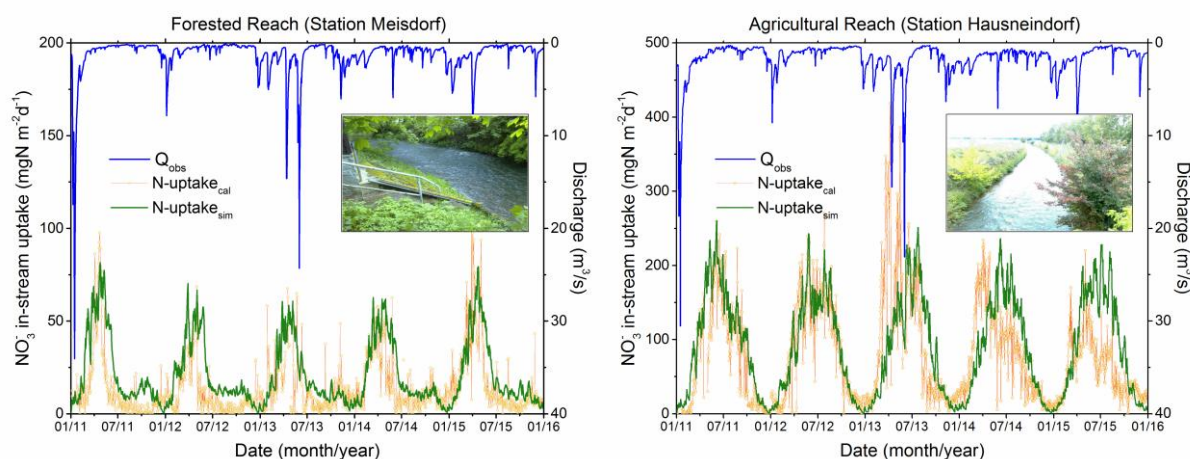 Forested Reach (Station Meisdorf)
NO3- in-stream uptake (mgN m-2d-1)
200
150
100
50
0
Qobs
N-uptakecal
N-uptakesim
0
10
20
30
40
Discharge (m3/s)
01/11 07/11 01/12 07/12 01/13 07/13 01/14 07/14 01/15 07/15 01/16
Date (month/year)
Agricultural Reach (Station Hausneindorf)
NO3- in-stream uptake (mgN m-2d-1)
500
450
400
350
300
250
200
150
100
50
0
Qobs
N-uptakecal
N-uptakesim
0
10
20
30
40
Discharge (m3/s)
01/11 07/11 01/12 07/12 01/13 07/13 01/14 07/14 01/15 07/15 01/16
Date (month/year)